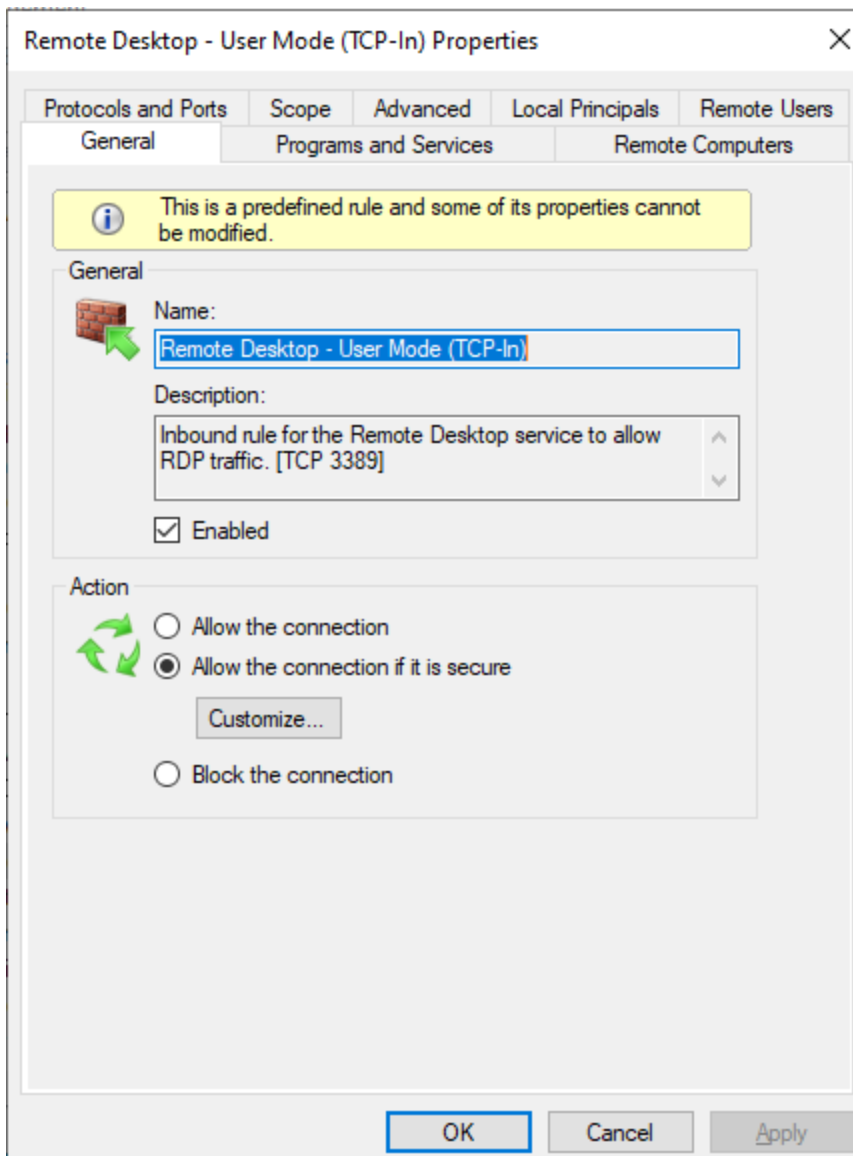 Remote Desktop - User Mode (TCP-In) Properties
Protocols and Ports Scope Advanced Local Principals Remote Users
General Programs and Services Remote Computers
This is a predefined rule and some of its properties cannot
be modified.
General
Name:
Remote Desktop - User Mode (TCP-In)
Description:
Inbound rule for the Remote Desktop service to allow
RDP traffic. [TCP 3389]
Enabled
Action
Allow the connection
Allow the connection if it is secure
Customize...
Block the connection
OK Cancel Apply